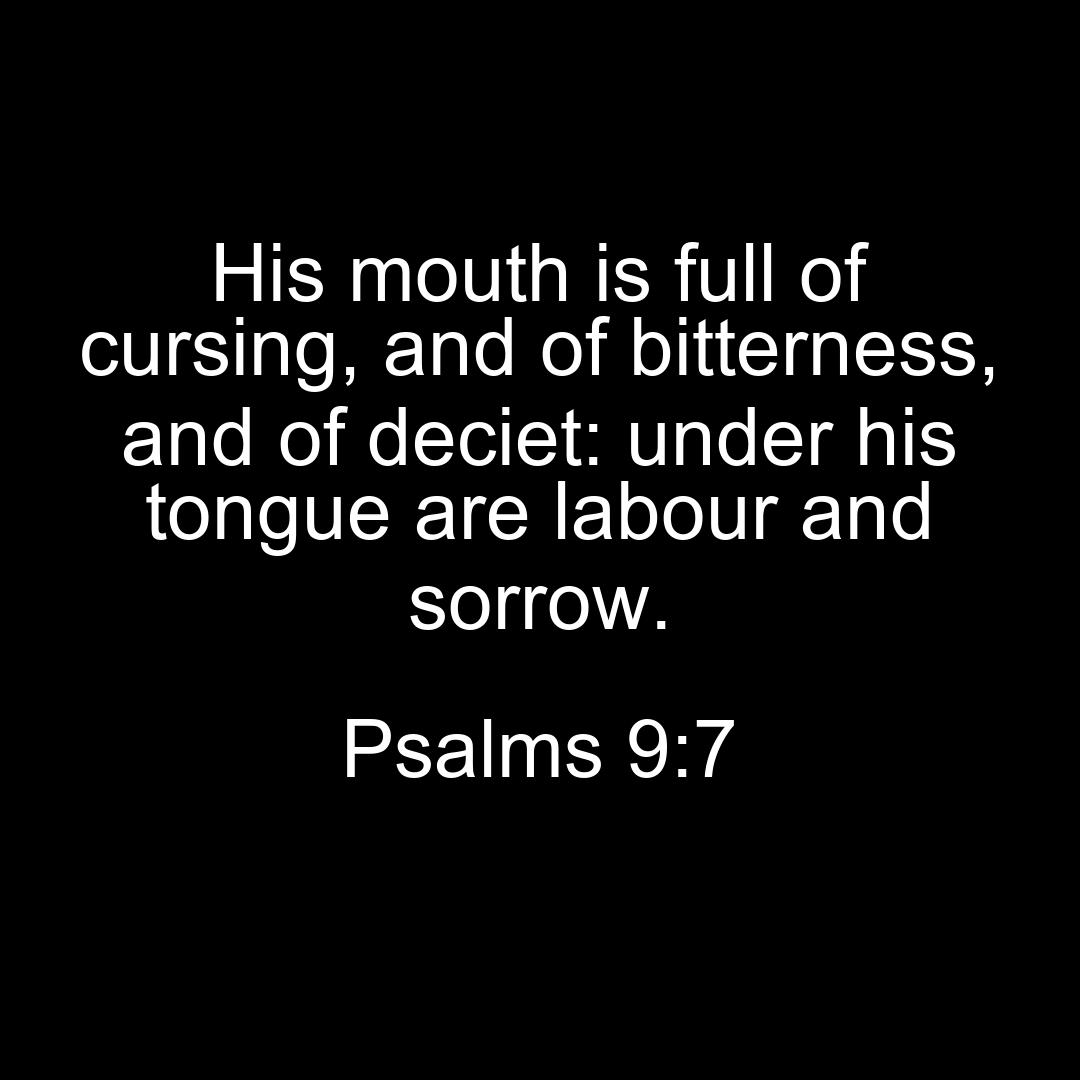 His mouth is full of
cursing, and of bitterness,
and of deciet: under his
tongue are labour and
sorrow.
Psalms 9:7